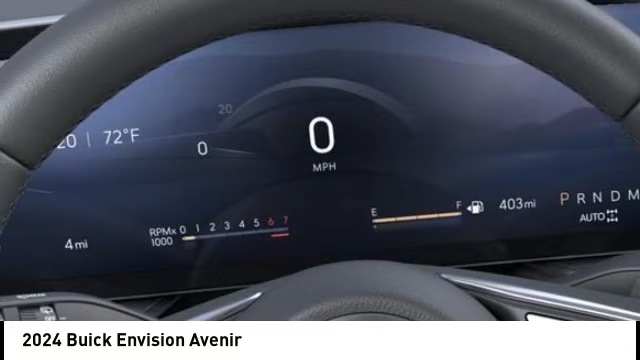 20
:20 | 72°F
0
0
MPH
E F 403mi
P R N D M
AUTO
RPMx 0 1 2 3 4 5 6 7
1000
4mi
OFF
2024 Buick Envision Avenir